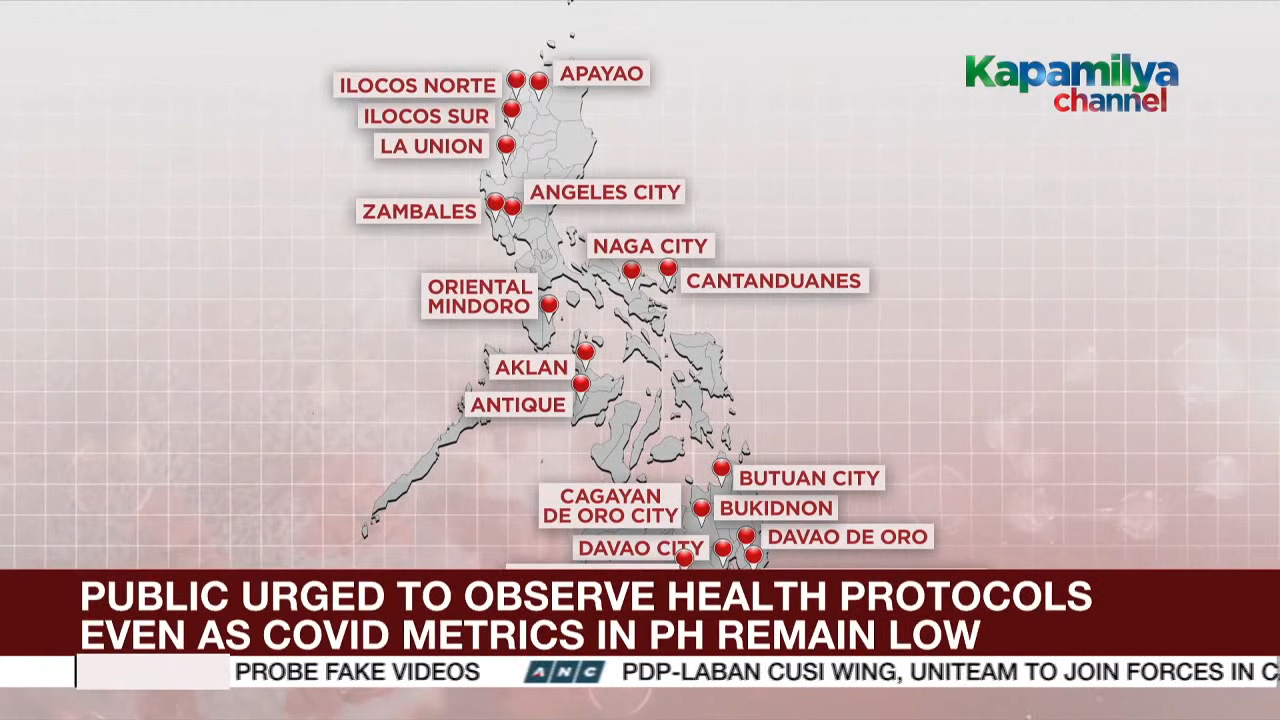 Kapamilya
channel
ILOCOS NORTE
APAYAO
ILOCOS SUR
LA UNION
ANGELES CITY
ZAMBALES
NAGA CITY
CANTANDUANES
ORIENTAL
MINDORO
AKLAN
ANTIQUE
BUTUAN CITY
CAGAYAN
DE ORO CITY
BUKIDNON
DAVAO DE ORO
DAVAO CITY
PUBLIC URGED TO OBSERVE HEALTH PROTOCOLS
EVEN AS COVID METRICS IN PH REMAIN LOW
PROBE FAKE VIDEOS ANC PDP-LABAN CUSI WING, UNITEAM TO JOIN FORCES IN